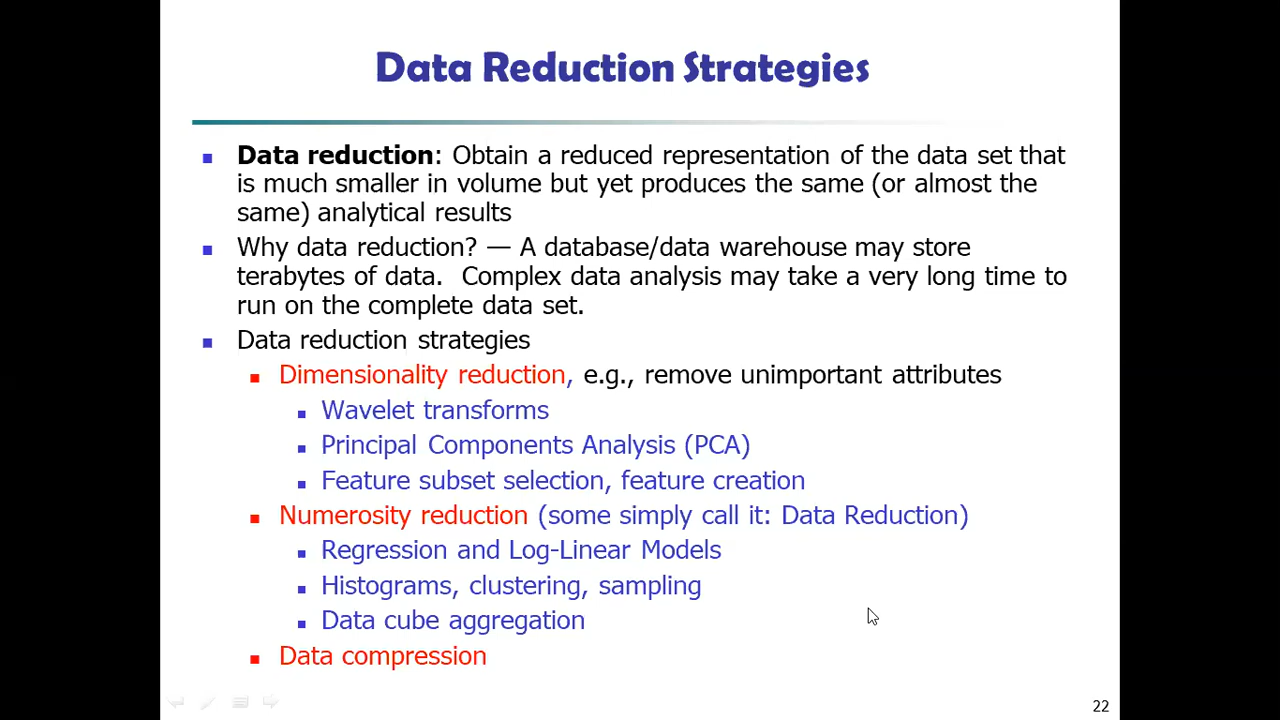 Data Reduction Strategies
Data reduction: Obtain a reduced representation of the data set that
is much smaller in volume but yet produces the same (or almost the
same) analytical results
Why data reduction? — A database/data warehouse may store
terabytes of data.  Complex data analysis may take a very long time to
run on the complete data set.
Data reduction strategies
Dimensionality reduction, e.g., remove unimportant attributes
Wavelet transforms
Principal Components Analysis (PCA)
Feature subset selection, feature creation
Numerosity reduction (some simply call it: Data Reduction)
Regression and Log-Linear Models
Histograms, clustering, sampling
Data cube aggregation
Data compression
22